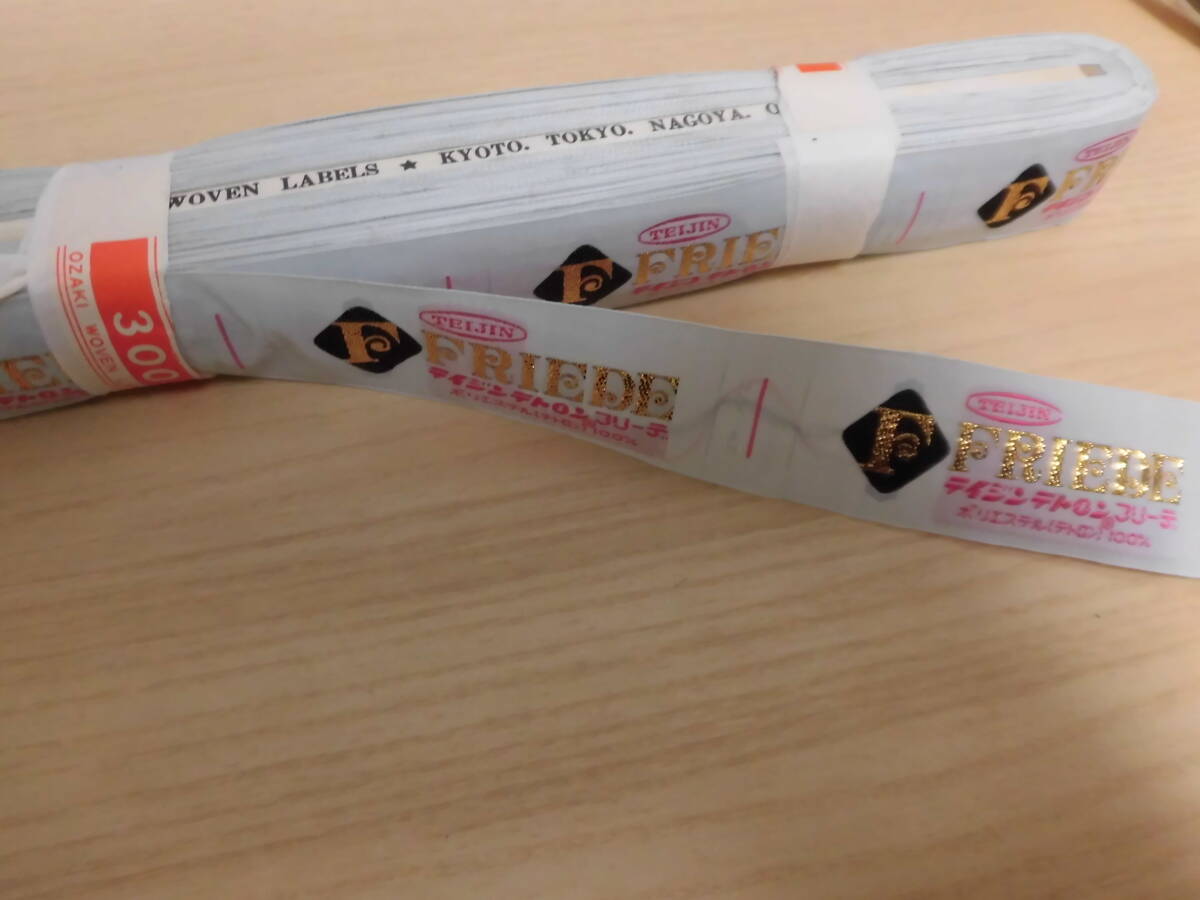 WOVEN LABELS ★ KYOTO. TOKYO. NAGOYA. O
300
OZAKI WOVEN
TEIJIN
F FRIE
F F
F
TEIJIN
FRIEDE
テイジンテトロン®フリーデ
ポリエステル(テトロン)100%
F
TEIJIN
FRIEDE
テイジンテトロン®フリーデ
ポリエステル(テトロン)100%